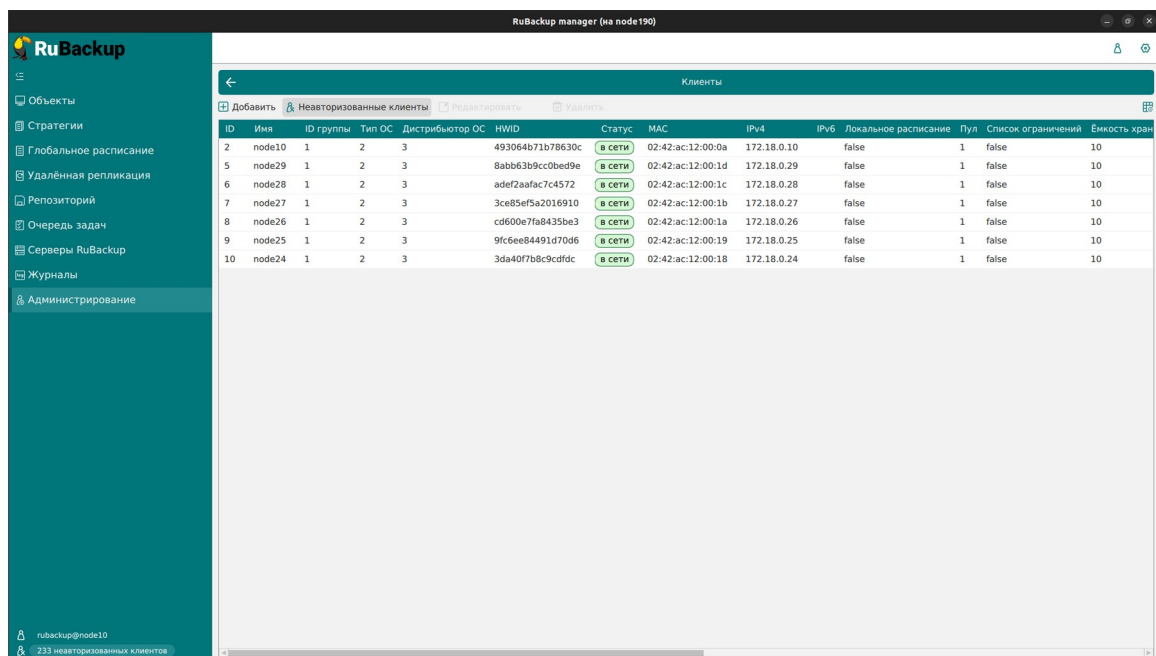 RuBackup manager (на node190)
RuBackup
Объекты
Стратегии
Глобальное расписание
Удалённая репликация
Репозиторий
Очередь задач
Серверы RuBackup
Журналы
Администрирование
rubackup@node10
233 неавторизованных клиентов
Клиенты
Добавить Неавторизованные клиенты Редактировать Удалить
ID Имя ID группы Тип ОС Дистрибьютор ОС HWID Статус MAC IPv4 IPv6 Локальное расписание Пул Список ограничений Ёмкость хран
2 node10 1 2 3 493064b71b78630c в сети 02:42:ac:12:00:0a 172.18.0.10 false 1 false 10
5 node29 1 2 3 8abb63b9cc0bed9e в сети 02:42:ac:12:00:1d 172.18.0.29 false 1 false 10
6 node28 1 2 3 adef2aafac7c4572 в сети 02:42:ac:12:00:1c 172.18.0.28 false 1 false 10
7 node27 1 2 3 3ce85ef5a2016910 в сети 02:42:ac:12:00:1b 172.18.0.27 false 1 false 10
8 node26 1 2 3 cd600e7fa8435be3 в сети 02:42:ac:12:00:1a 172.18.0.26 false 1 false 10
9 node25 1 2 3 9fc6ee84491d70d6 в сети 02:42:ac:12:00:19 172.18.0.25 false 1 false 10
10 node24 1 2 3 3da40f7b8c9cdfdc в сети 02:42:ac:12:00:18 172.18.0.24 false 1 false 10